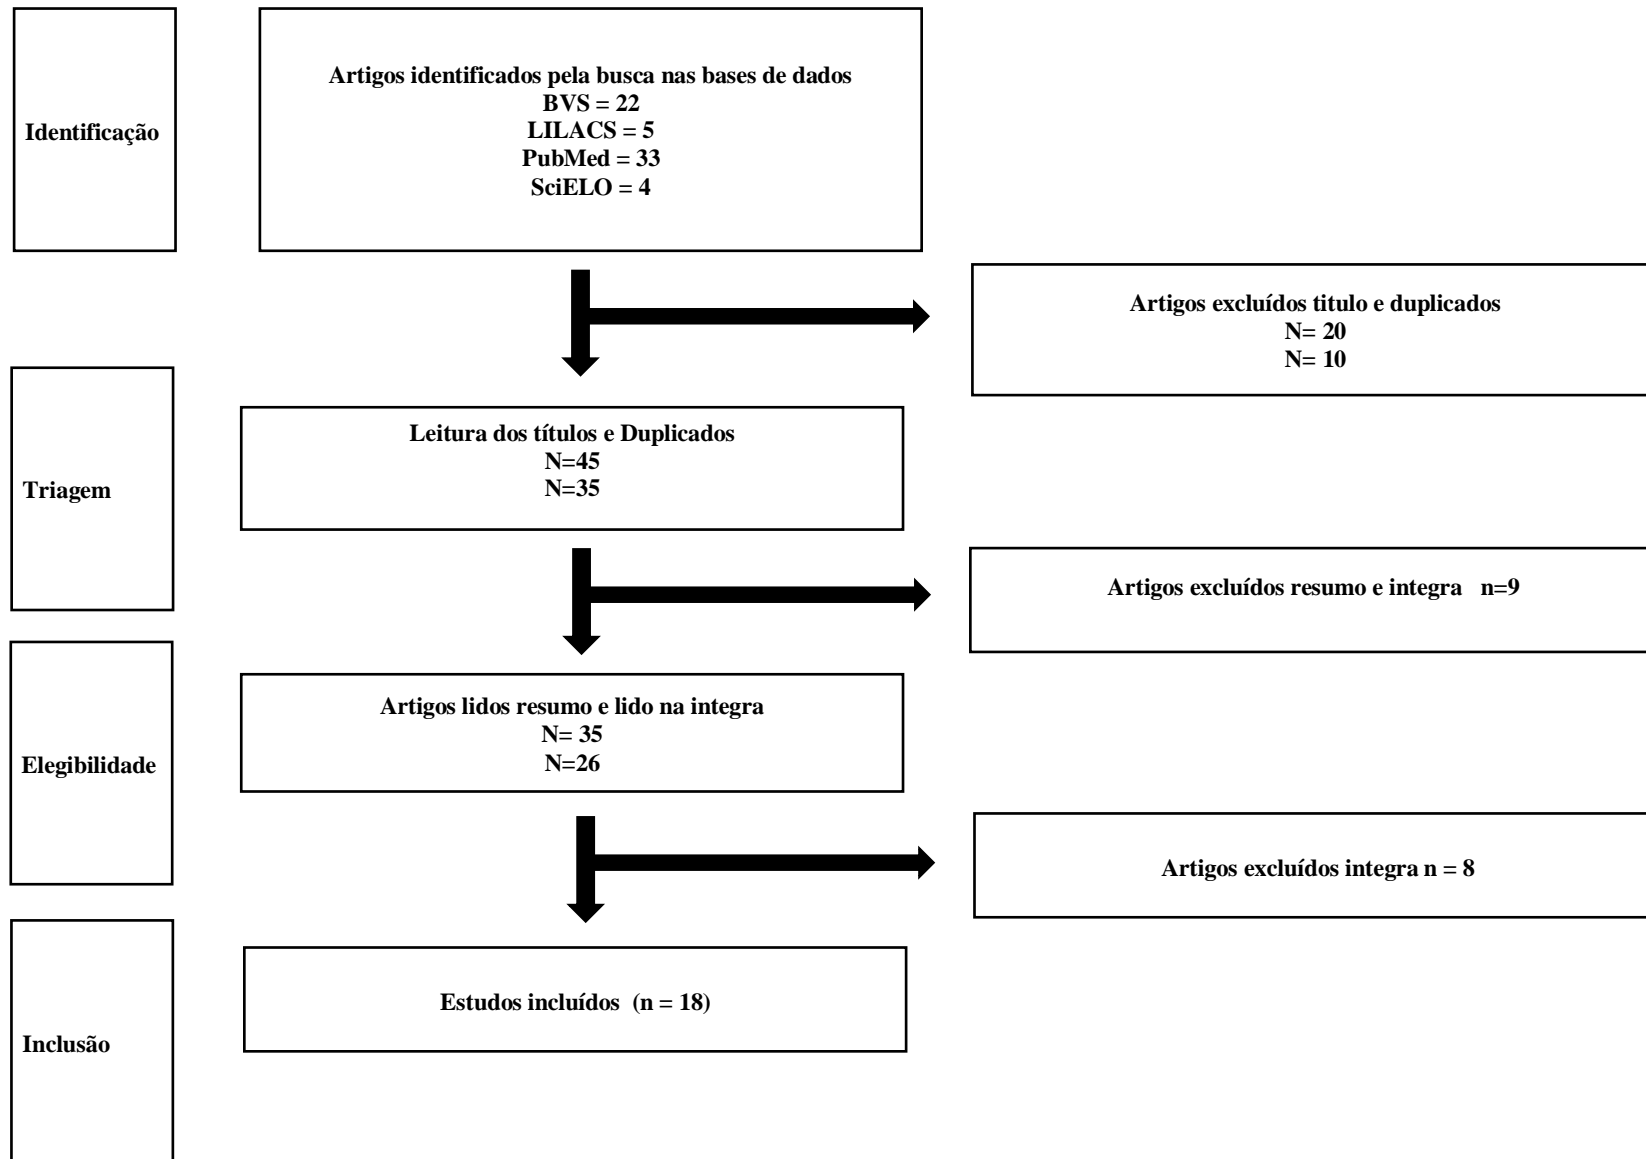 Identificação
Artigos identificados pela busca nas bases de dados
BVS = 22
LILACS = 5
PubMed = 33
SciELO = 4
Artigos excluídos titulo e duplicados
N= 20
N= 10
Triagem
Leitura dos títulos e Duplicados
N=45
N=35
Artigos excluídos resumo e integra n=9
Elegibilidade
Artigos lidos resumo e lido na integra
N= 35
N=26
Artigos excluídos integra n = 8
Inclusão
Estudos incluídos (n = 18)